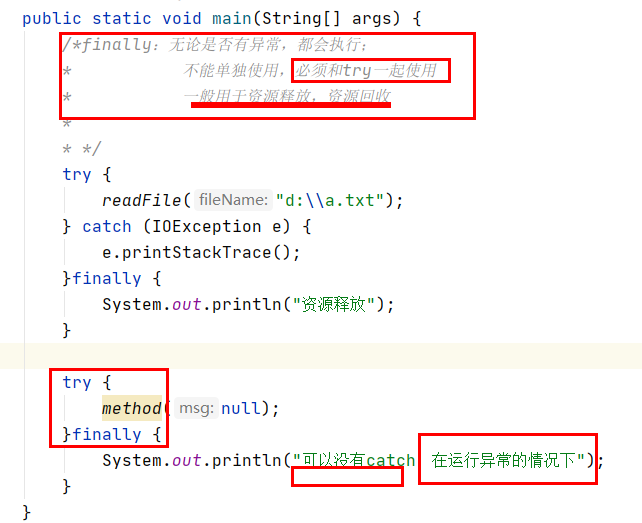 public static void main(String[] args) {
/*finally：无论是否有异常，都会执行；
* 不能单独使用，必须和try一起使用
* 一般用于资源释放，资源回收
*
* */
try {
readFile( fileName: "d:\\a.txt");
} catch (IOException e) {
e.printStackTrace();
}finally {
System.out.println("资源释放");
}
try {
method( msg: null);
}finally {
System.out.println("可以没有catch 在运行异常的情况下");
}
}